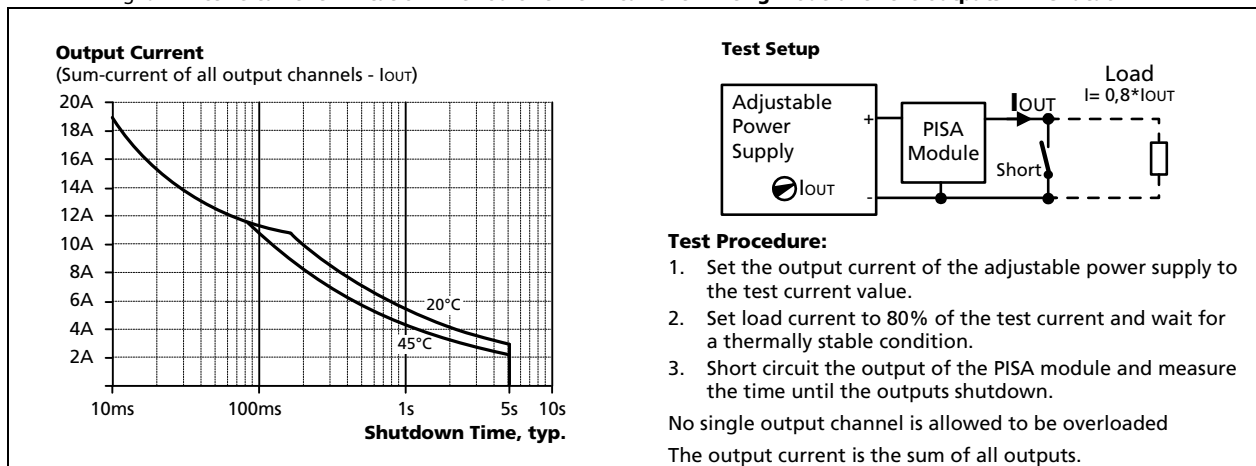 Output Current
(Sum-current of all output channels - IOUT)
20A
18A
16A
14A
12A
10A
8A
6A
4A
2A
20°C
45°C
10ms 100ms 1s 5s 10s
Shutdown Time, typ.
Test Setup
Adjustable
Power
Supply
IOUT
+
-
PISA
Module
IOUT
Short
Load
I= 0,8*IOUT
Test Procedure:
1. Set the output current of the adjustable power supply to
the test current value.
2. Set load current to 80% of the test current and wait for
a thermally stable condition.
3. Short circuit the output of the PISA module and measure
the time until the outputs shutdown.
No single output channel is allowed to be overloaded
The output current is the sum of all outputs.